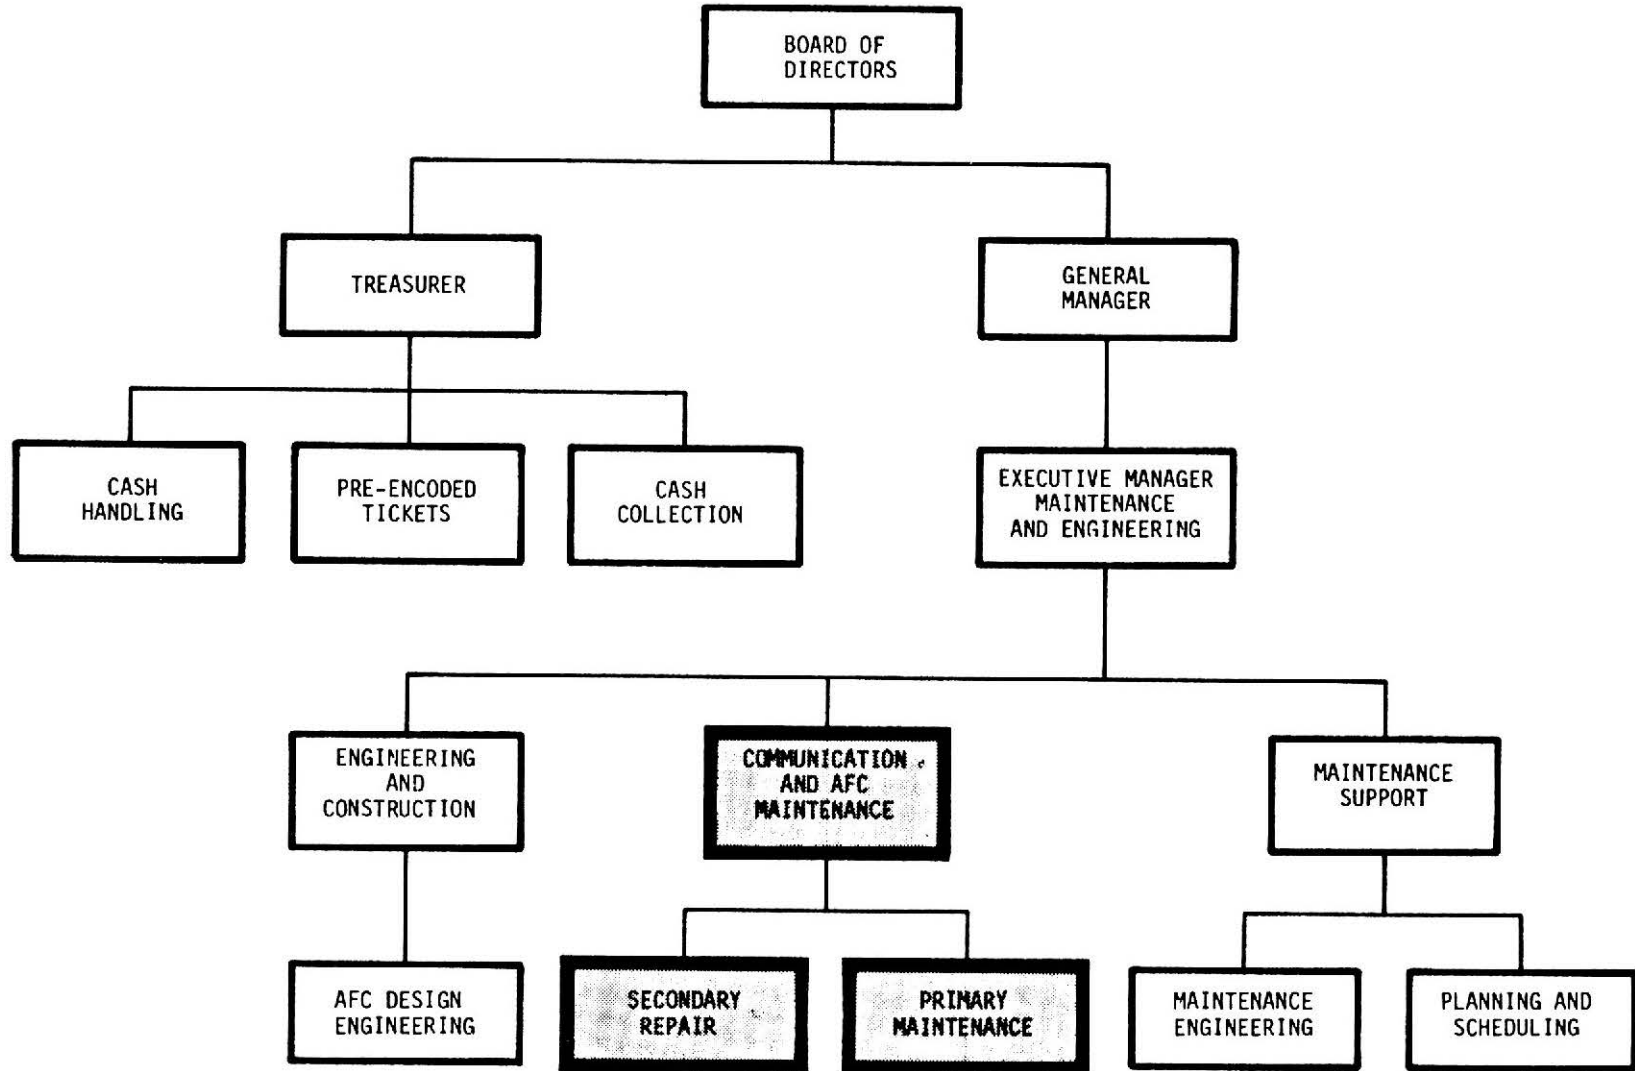 BOARD OF
DIRECTORS
TREASURER
GENERAL
MANAGER
CASH
HANDLING
PRE-ENCODED
TICKETS
CASH
COLLECTION
EXECUTIVE MANAGER
MAINTENANCE
AND ENGINEERING
ENGINEERING
AND
CONSTRUCTION
COMMUNICATION
AND AFC
MAINTENANCE
MAINTENANCE
SUPPORT
AFC DESIGN
ENGINEERING
SECONDARY
REPAIR
PRIMARY
MAINTENANCE
MAINTENANCE
ENGINEERING
PLANNING AND
SCHEDULING